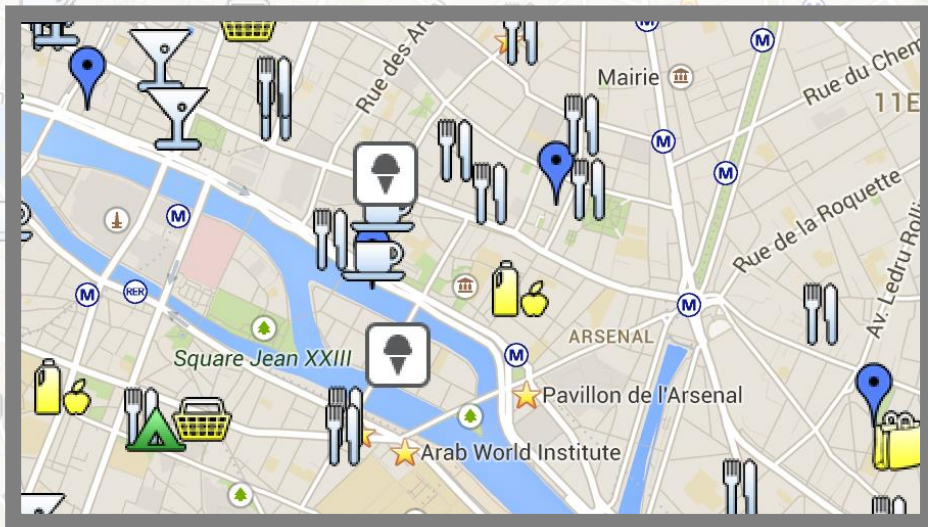 Rue des Ar
Mairie
Rue du Chem
11E
M
M
M
M
Rue de la Roquette
Av. Ledru Rolli
M
M
RER
M
ARSENAL
M
Square Jean XXIII
Pavillon de l'Arsenal
Arab World Institute